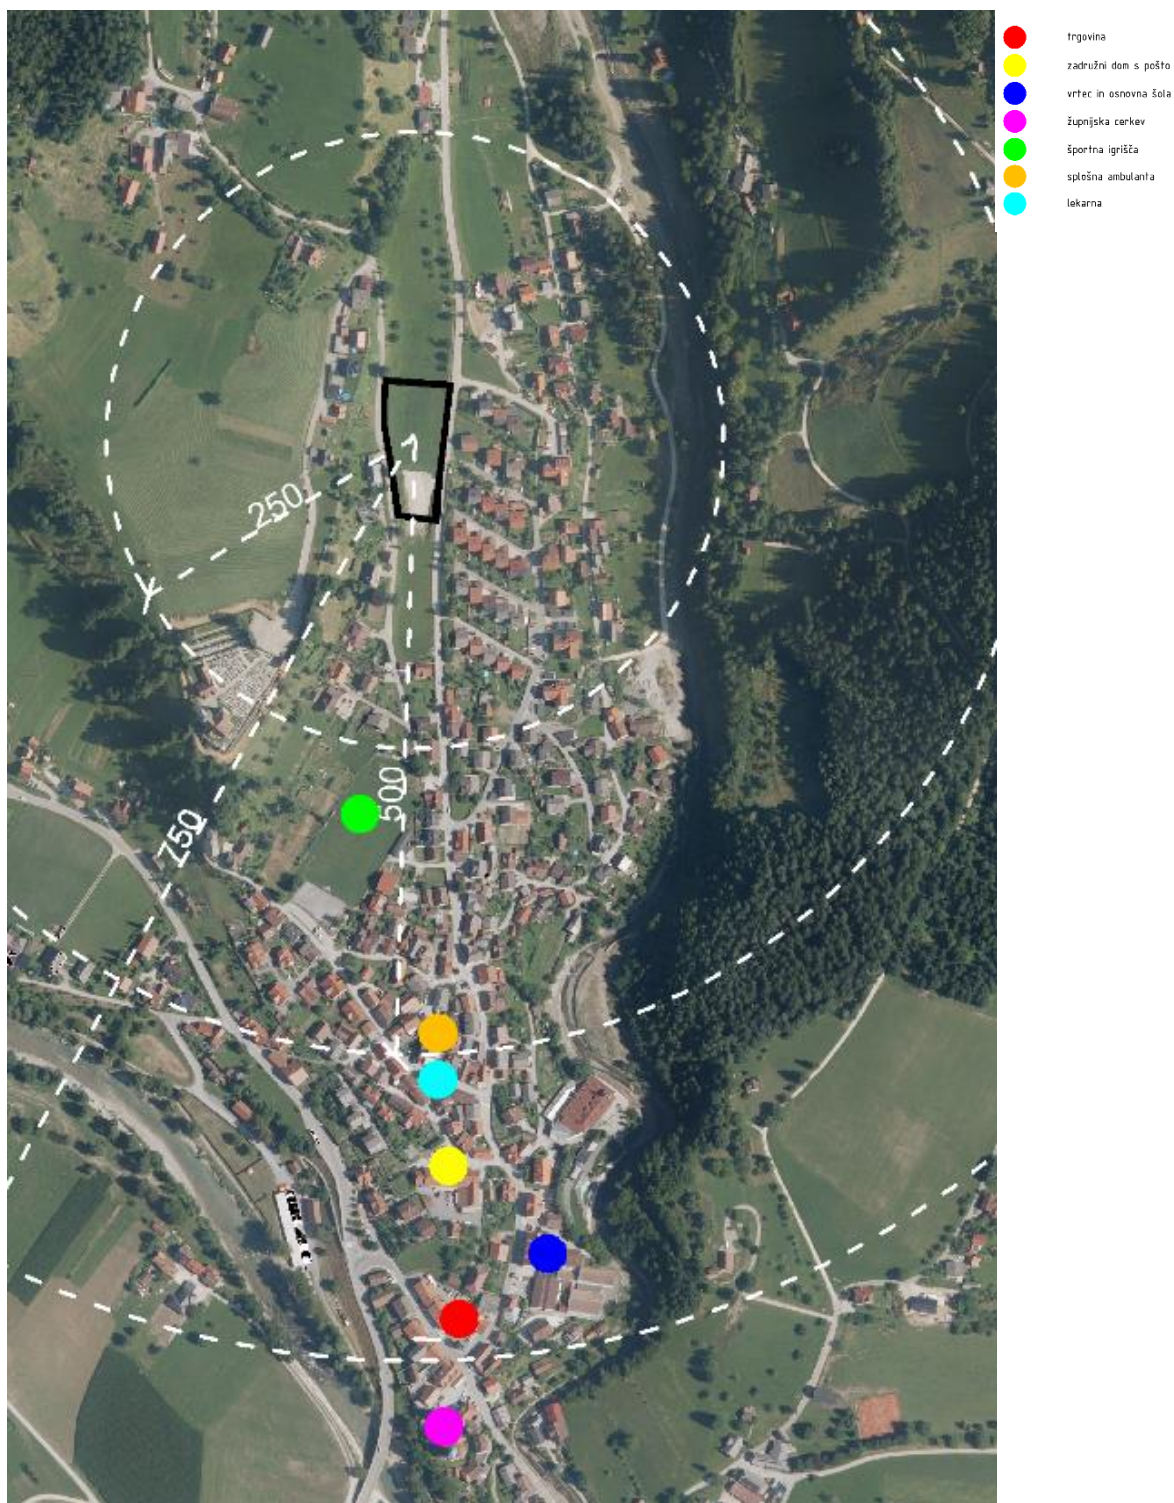 trgovina
zadružni dom s pošto
vrtec in osnovna šola
župnijska cerkev
športna igrišča
splošna ambulanta
lekarna
250
500
750